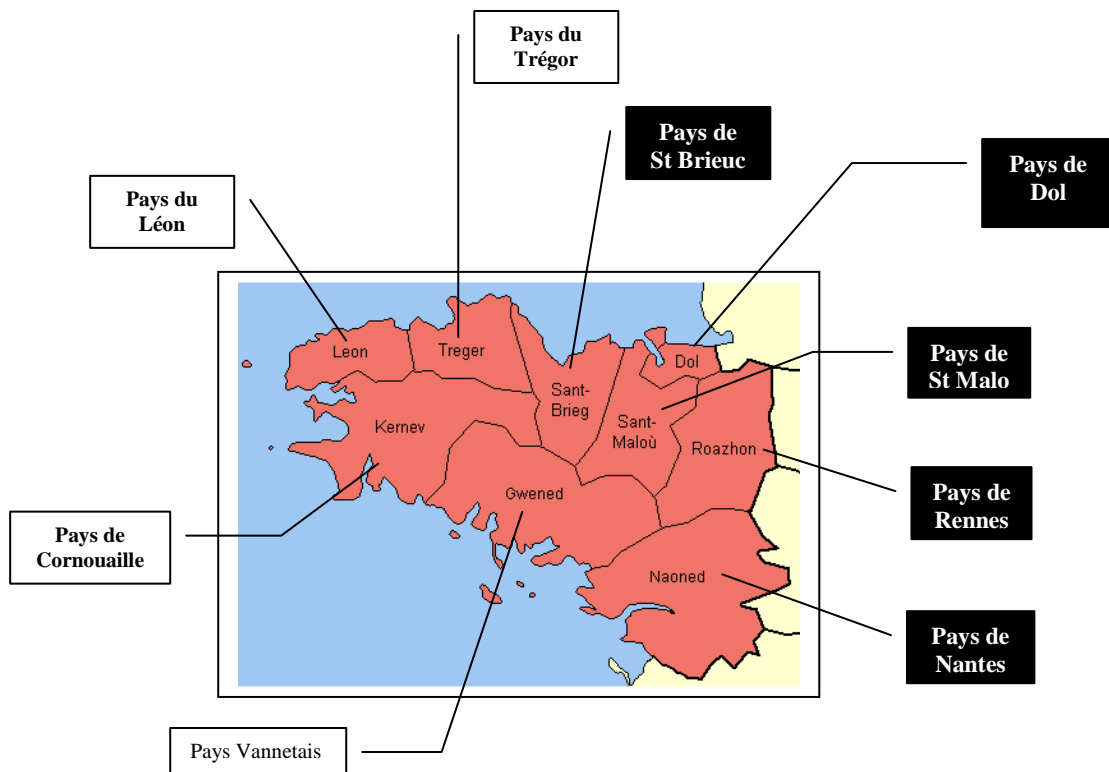 Pays du
Trégor
Pays de
St Brieuc
Pays de
Dol
Pays du
Léon
Leon
Treger
Dol
Pays de
St Malo
Sant-
Brieg
Kernev
Sant-
Maloù
Roazhon
Gwened
Pays de
Rennes
Pays de
Cornouaille
Naoned
Pays de
Nantes
Pays Vannetais